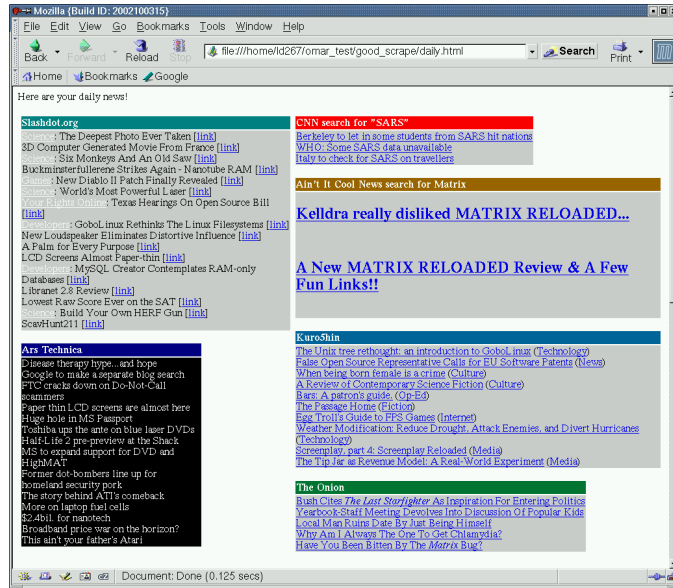 Mozilla {Build ID: 2002100315}
File Edit View Go Bookmarks Tools Window Help
Back Forward Reload Stop file:///home/ld267/omar_test/good_scrape/daily.html Search Print
Home Bookmarks Google
Here are your daily news!
Slashdot.org
Science: The Deepest Photo Ever Taken [link]
3D Computer Generated Movie From France [link]
Science: Six Monkeys And An Old Saw [link]
Buckminsterfullerene Strikes Again - Nanotube RAM [link]
Games: New Diablo II Patch Finally Revealed [link]
Science: World's Most Powerful Laser [link]
Your Rights Online: Texas Hearings On Open Source Bill
[link]
Developers: GoboLinux Rethinks The Linux Filesystems [link]
New Loudspeaker Eliminates Distortive Influence [link]
A Palm for Every Purpose [link]
LCD Screens Almost Paper-thin [link]
Developers: MySQL Creator Contemplates RAM-only
Databases [link]
Libranet 2.8 Review [link]
Lowest Raw Score Ever on the SAT [link]
Science: Build Your Own HERF Gun [link]
ScavHunt211 [link]
Ars Technica
Disease therapy hype...and hope
Google to make a separate blog search
FTC cracks down on Do-Not-Call
scammers
Paper thin LCD screens are almost here
Huge hole in MS Passport
Toshiba ups the ante on blue laser DVDs
Half-Life 2 pre-preview at the Shack
MS to expand support for DVD and
HighMAT
Former dot-bombers line up for
homeland security pork
The story behind ATI's comeback
More on laptop fuel cells
$2.4bil. for nanotech
Broadband price war on the horizon?
This ain't your father's Atari
CNN search for "SARS"
Berkeley to let in some students from SARS hit nations
WHO: Some SARS data unavailable
Italy to check for SARS on travellers
Ain't It Cool News search for Matrix
Kelldra really disliked MATRIX RELOADED...
A New MATRIX RELOADED Review & A Few
Fun Links!!
Kuro5hin
The Unix tree rethought: an introduction to GoboLinux (Technology)
False Open Source Representative Calls for EU Software Patents (News)
When being born female is a crime (Culture)
A Review of Contemporary Science Fiction (Culture)
Bars: A patron's guide. (Op-Ed)
The Passage Home (Fiction)
Egg Troll's Guide to FPS Games (Internet)
Weather Modification: Reduce Drought, Attack Enemies, and Divert Hurricanes
(Technology)
Screenplay, part 4: Screenplay Reloaded (Media)
The Tip Jar as Revenue Model: A Real-World Experiment (Media)
The Onion
Bush Cites The Last Starfighter As Inspiration For Entering Politics
Yearbook-Staff Meeting Devolves Into Discussion Of Popular Kids
Local Man Ruins Date By Just Being Himself
Why Am I Always The One To Get Chlamydia?
Have You Been Bitten By The Matrix Bug?
Document: Done (0.125 secs)